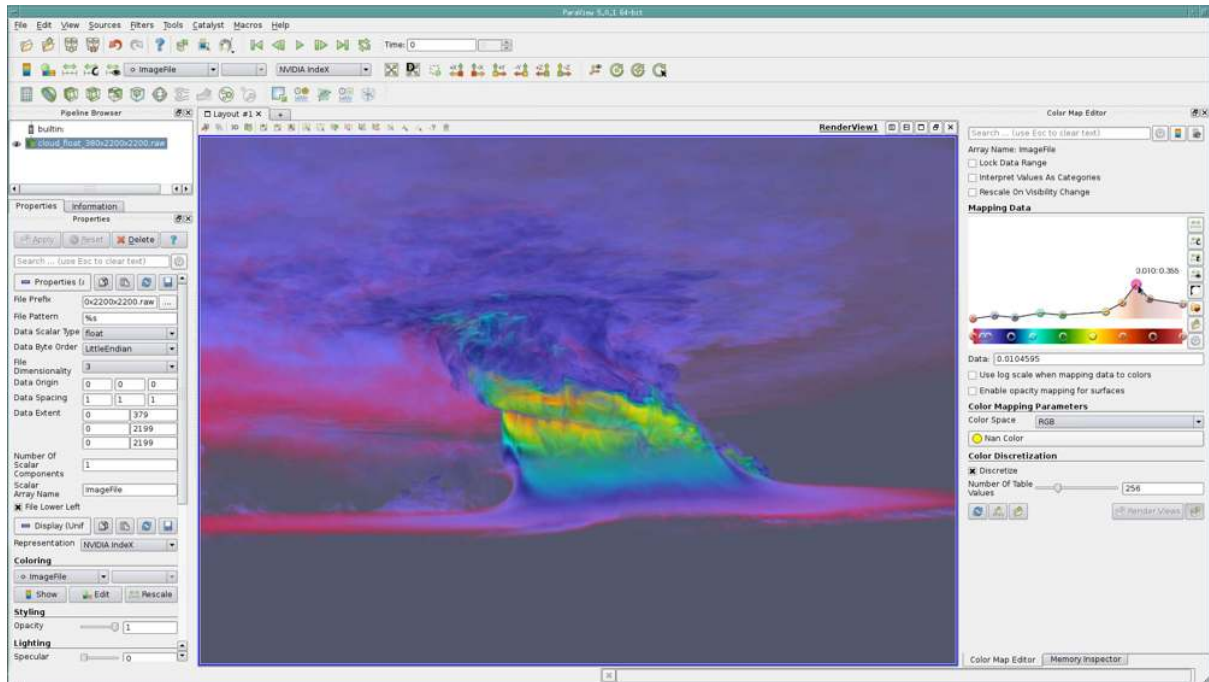 ParaView 5.0.1 64-bit
File Edit View Sources Filters Tools Catalyst Macros Help
Time: 0
ImageFile NVIDIA IndeX
Pipeline Browser
builtin:
cloud_float_380x2200x2200.raw
Properties Information
Properties
Apply Reset Delete ?
Search ... (use Esc to clear text)
Properties (
File Prefix 0x2200x2200.raw ...
File Pattern %s
Data Scalar Type float
Data Byte Order LittleEndian
File Dimensionality 3
Data Origin 0 0 0
Data Spacing 1 1 1
Data Extent 0 379
0 2199
0 2199
Number Of
Scalar
Components 1
Scalar
Array Name ImageFile
File Lower Left
Display (Unif
Representation NVIDIA IndeX
Coloring
ImageFile
Show Edit Rescale
Styling
Opacity 1
Lighting
Specular 0
Layout #1 X +
3D
RenderView1
Color Map Editor
Search ... (use Esc to clear text)
Array Name: ImageFile
Lock Data Range
Interpret Values As Categories
Rescale On Visibility Change
Mapping Data
Data: 0.0104595
Use log scale when mapping data to colors
Enable opacity mapping for surfaces
Color Mapping Parameters
Color Space RGB
Nan Color
Color Discretization
Discretize
Number Of Table
Values 256
Render Views
Color Map Editor Memory Inspector